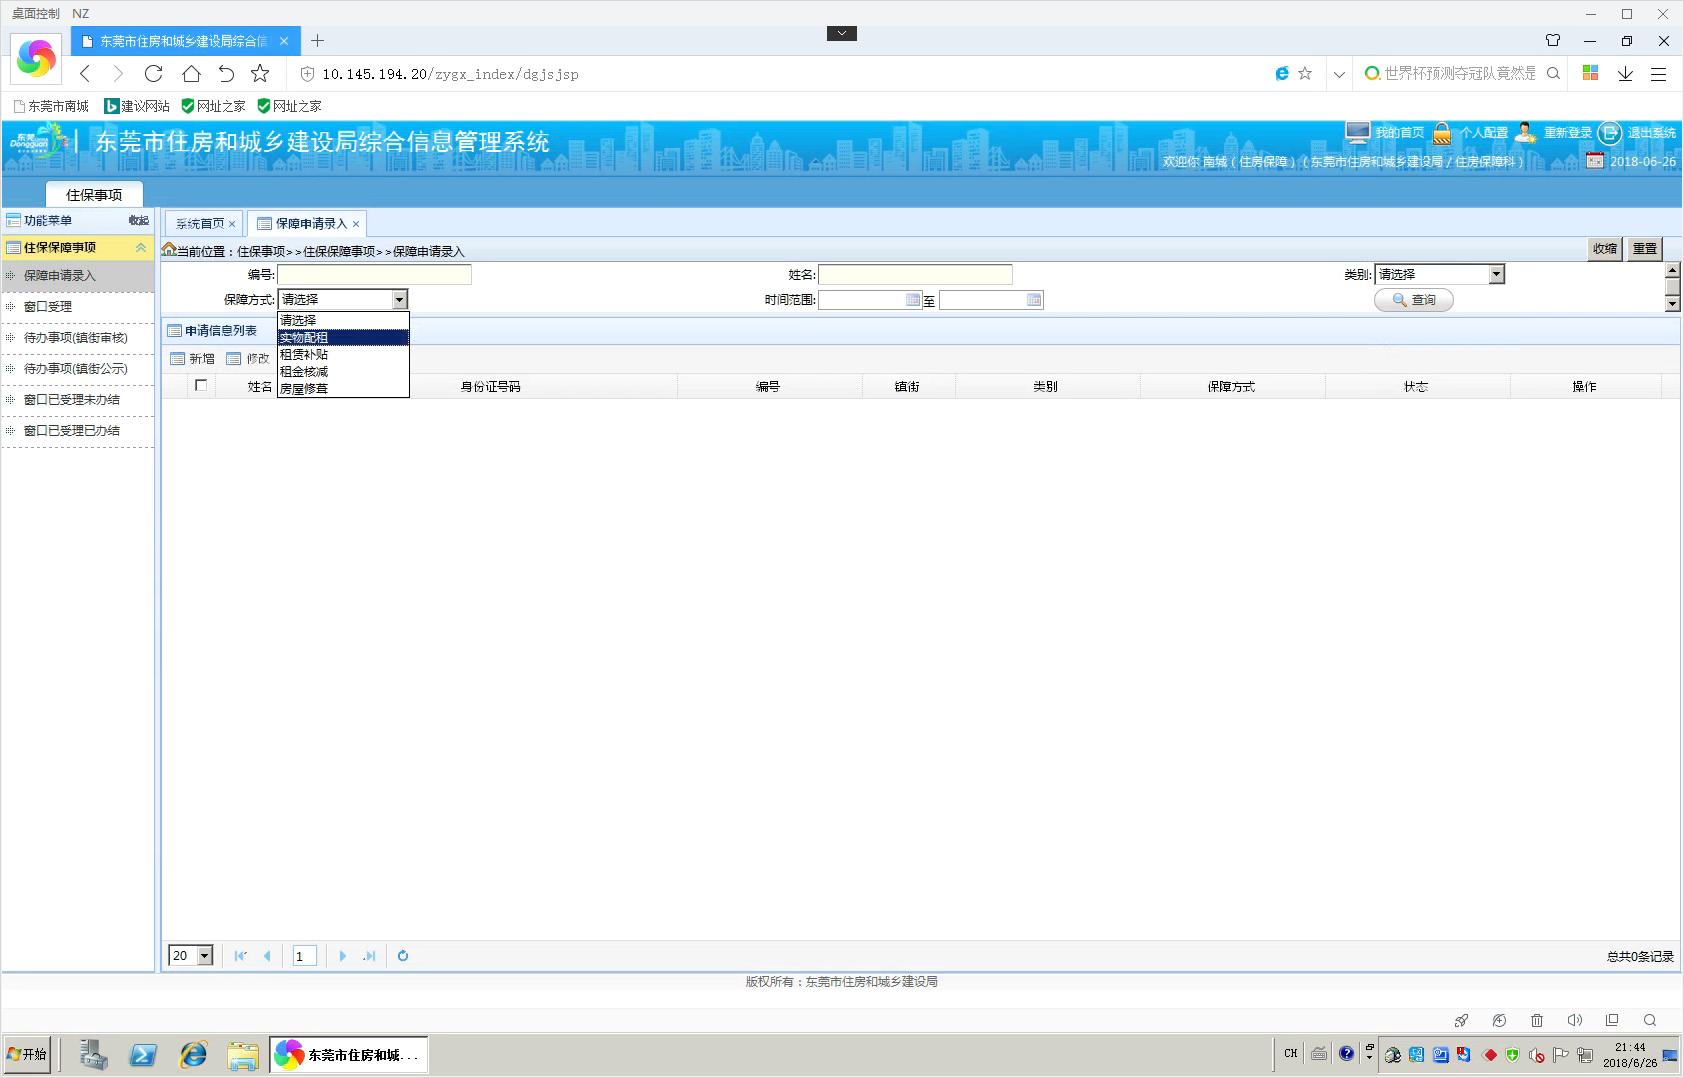 桌面控制 NZ
东莞市住房和城乡建设局综合信
10.145.194.20/zygx_index/dgjsjsp
世界杯预测夺冠队竟然是
东莞市南城 建议网站 网址之家 网址之家
东莞
Dongguan
东莞市住房和城乡建设局综合信息管理系统
我的首页 个人配置 重新登录 退出系统
欢迎你 南城(住房保障)(东莞市住房和城乡建设局/住房保障科)
2018-06-26
住保事项
功能菜单 收起
住保保障事项
保障申请录入
窗口受理
待办事项(镇街审核)
待办事项(镇街公示)
窗口已受理未办结
窗口已受理已办结
系统首页 × 保障申请录入 ×
当前位置:住保事项>>住保保障事项>>保障申请录入
收缩 重置
编号: 姓名: 类别: 请选择
保障方式: 请选择 时间范围: 至 查询
请选择
实物配租
租赁补贴
租金核减
房屋修葺
申请信息列表
新增 修改
姓名 身份证号码 编号 镇街 类别 保障方式 状态 操作
20 1 总共0条记录
版权所有:东莞市住房和城乡建设局
开始
东莞市住房和城...
CH
21:44
2018/6/26